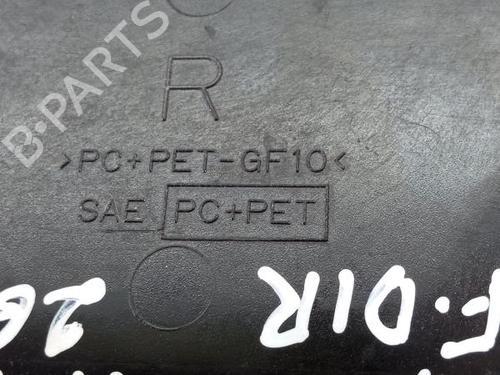 B-PARTS
R
>PC+PET-GF10<
SAE PC+PET
F.DIR